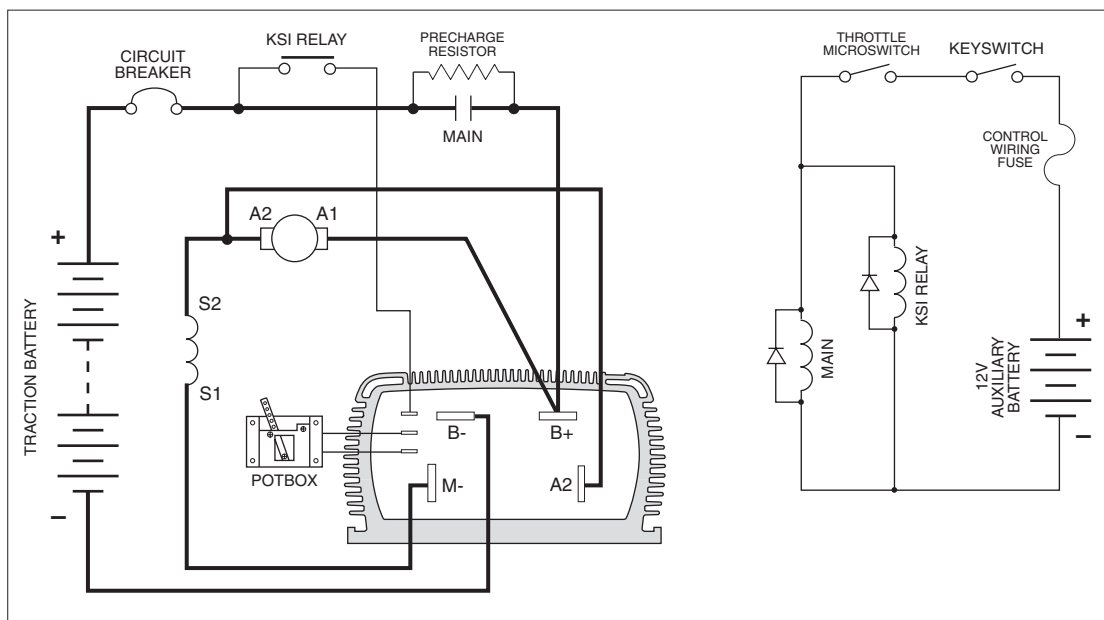 CIRCUIT
BREAKER
KSI RELAY
PRECHARGE
RESISTOR
MAIN
A2
A1
+
TRACTION BATTERY
–
S2
S1
POTBOX
B-
B+
M-
A2
THROTTLE
MICROSWITCH
KEYSWITCH
CONTROL
WIRING
FUSE
KSI RELAY
MAIN
12V
AUXILIARY
BATTERY
+
–